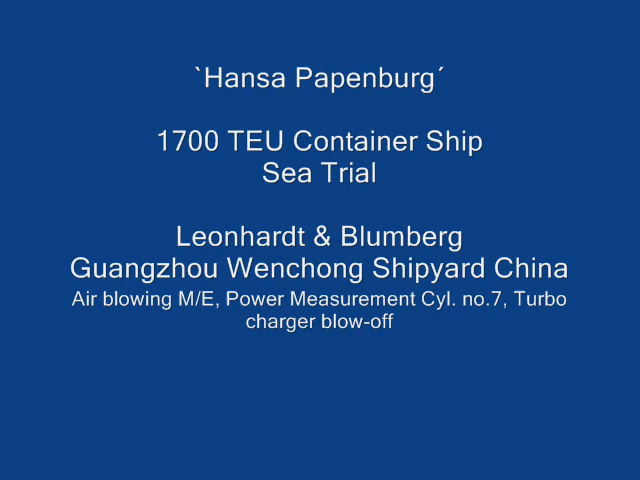 `Hansa Papenburg´
1700 TEU Container Ship
Sea Trial
Leonhardt & Blumberg
Guangzhou Wenchong Shipyard China
Air blowing M/E, Power Measurement Cyl. no.7, Turbo
charger blow-off